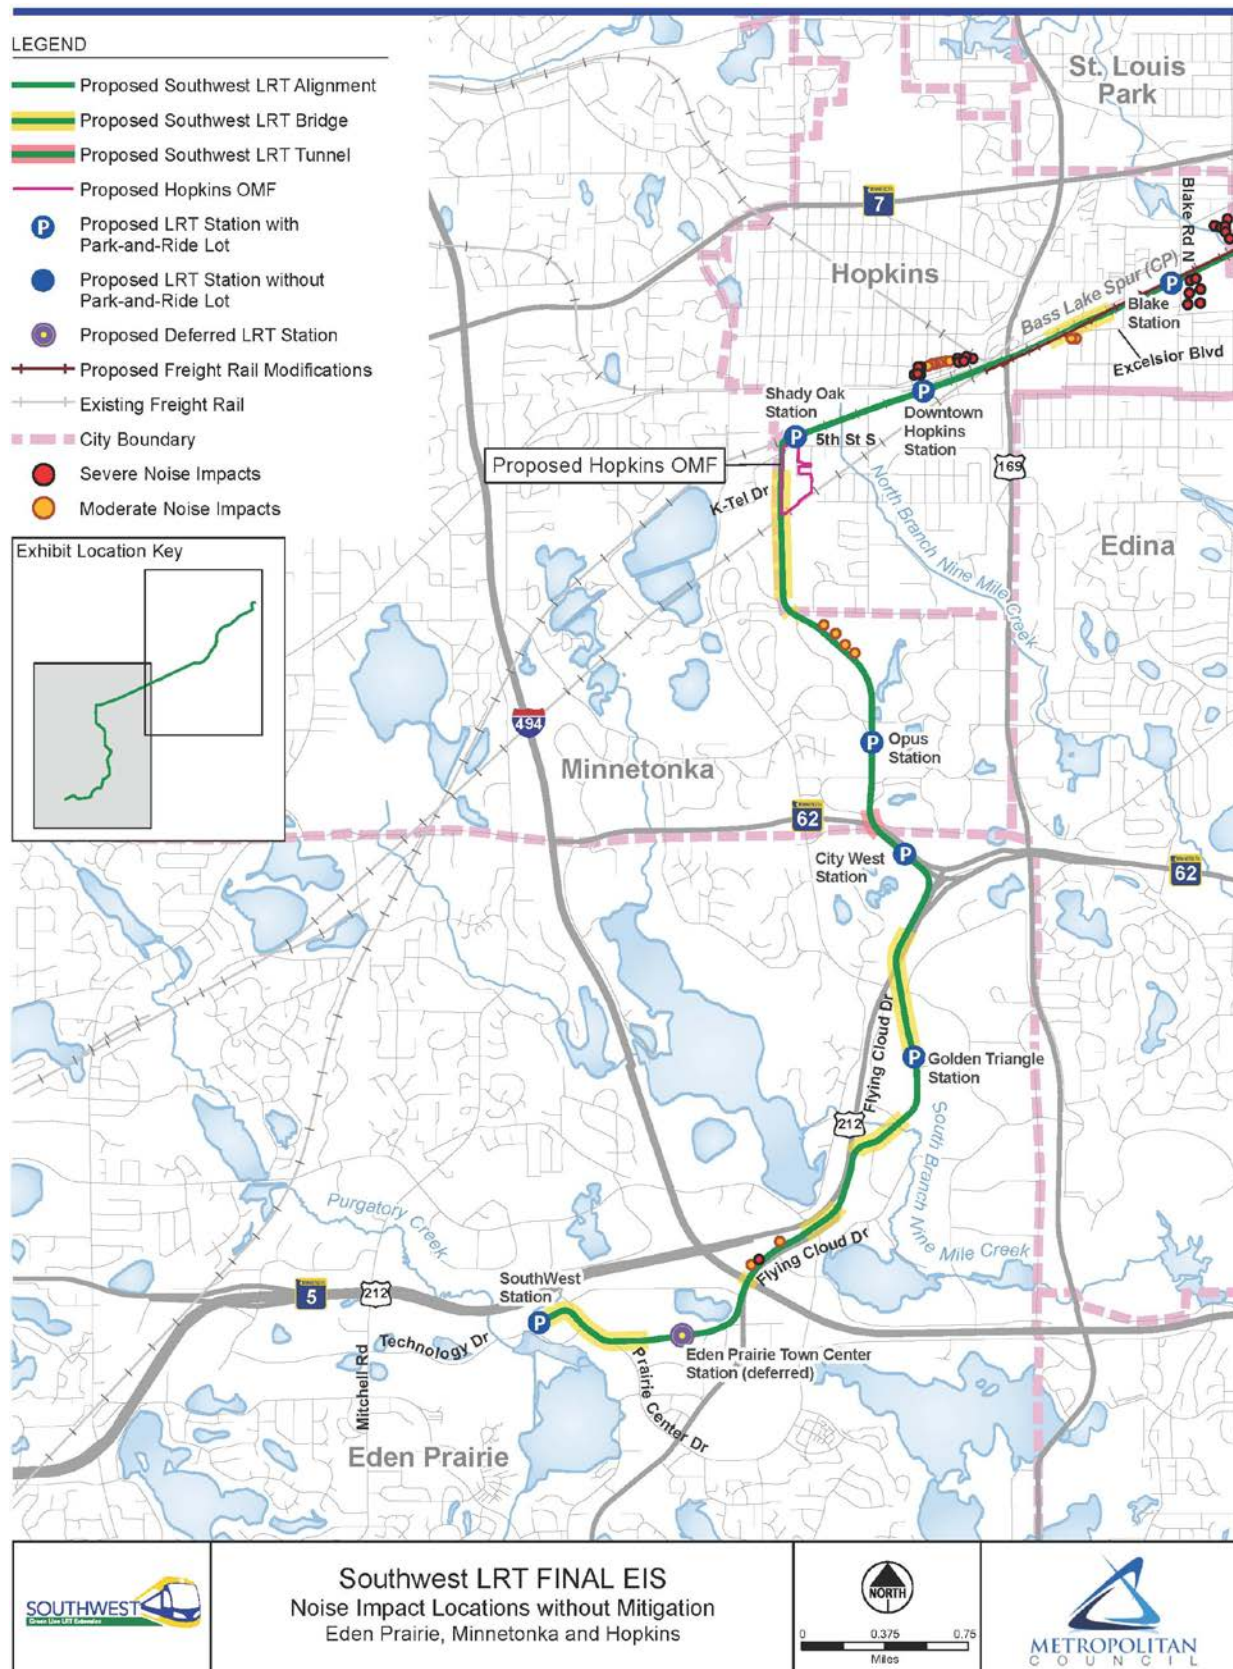 LEGEND
Proposed Southwest LRT Alignment
Proposed Southwest LRT Bridge
Proposed Southwest LRT Tunnel
Proposed Hopkins OMF
P
Proposed LRT Station with
Park-and-Ride Lot
Proposed LRT Station without
Park-and-Ride Lot
Proposed Deferred LRT Station
Proposed Freight Rail Modifications
Existing Freight Rail
City Boundary
Severe Noise Impacts
Moderate Noise Impacts
Exhibit Location Key
St. Louis
Park
7
Blake Rd N
Hopkins
Bass Lake Spur (CP)
P
Blake
Station
Excelsior Blvd
Shady Oak
Station
P
Downtown
Hopkins
Station
P
5th St S
Proposed Hopkins OMF
169
K-Tel Dr
North Branch Nine Mile Creek
Edina
494
Minnetonka
P
Opus
Station
62
City West
Station
P
62
Flying Cloud Dr
P
Golden Triangle
Station
212
South Branch Nine Mile Creek
Purgatory Creek
Flying Cloud Dr
SouthWest
Station
5
212
P
Technology Dr
Mitchell Rd
Prairie Center Dr
Eden Prairie Town Center
Station (deferred)
Eden Prairie
SOUTHWEST
Green Line LRT Extension
Southwest LRT FINAL EIS
Noise Impact Locations without Mitigation
Eden Prairie, Minnetonka and Hopkins
NORTH
0 0.375 0.75
Miles
METROPOLITAN
COUNCIL